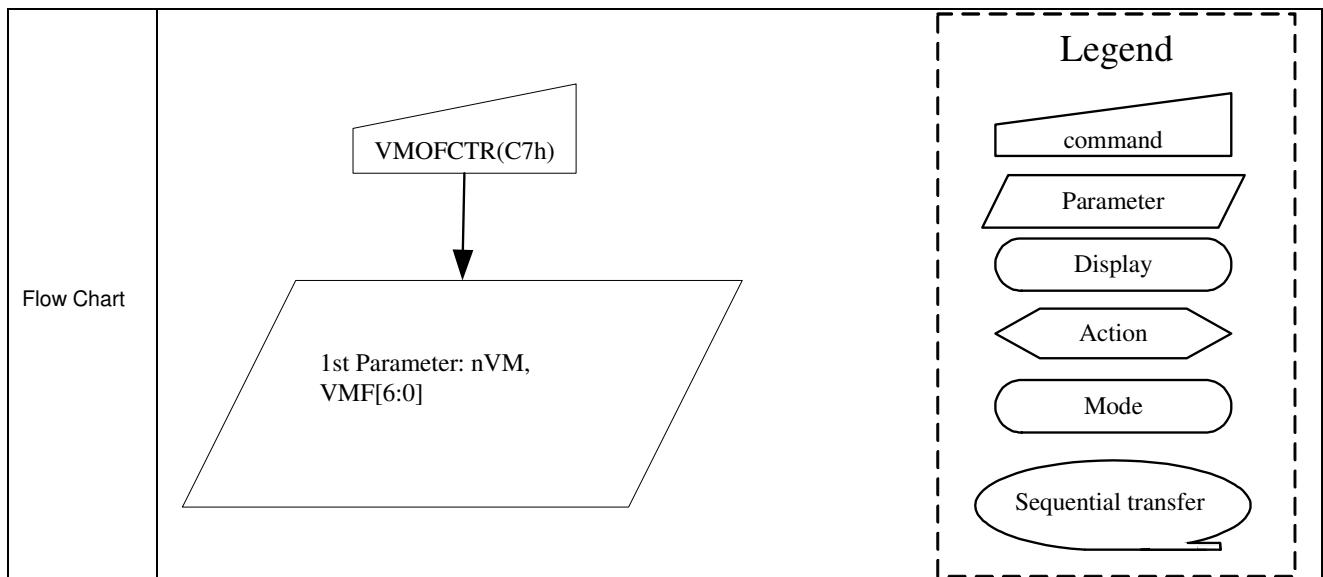 Flow Chart
VMOFCTR(C7h)
1st Parameter: nVM,
VMF[6:0]
Legend
command
Parameter
Display
Action
Mode
Sequential transfer